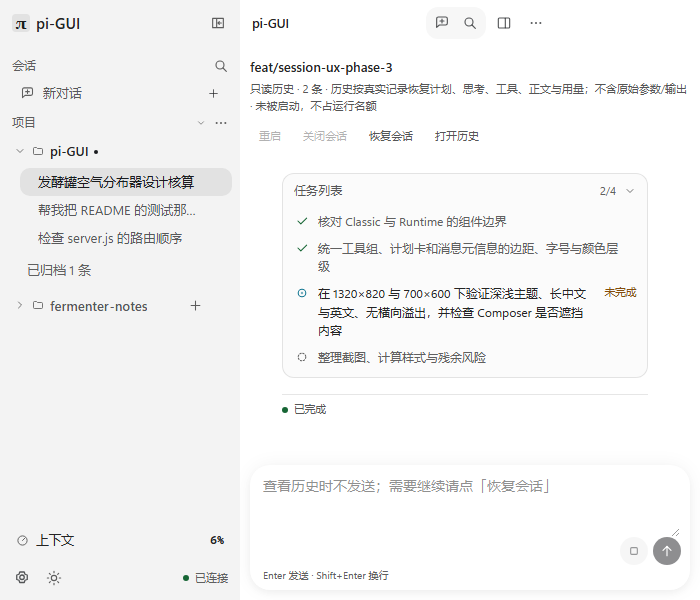 π pi-GUI
会话
新对话
项目
pi-GUI
发酵罐空气分布器设计核算
帮我把 README 的测试那...
检查 server.js 的路由顺序
已归档 1 条
fermenter-notes
上下文 6%
已连接
pi-GUI
feat/session-ux-phase-3
只读历史 · 2 条 · 历史按真实记录恢复计划、思考、工具、正文与用量；不含原始参数/输出
· 未被启动，不占运行名额
重启 关闭会话 恢复会话 打开历史
任务列表 2/4
核对 Classic 与 Runtime 的组件边界
统一工具组、计划卡和消息元信息的边距、字号与颜色层
级
在 1320×820 与 700×600 下验证深浅主题、长中文 未完成
与英文、无横向溢出，并检查 Composer 是否遮挡
内容
整理截图、计算样式与残余风险
已完成
查看历史时不发送；需要继续请点「恢复会话」
Enter 发送 · Shift+Enter 换行